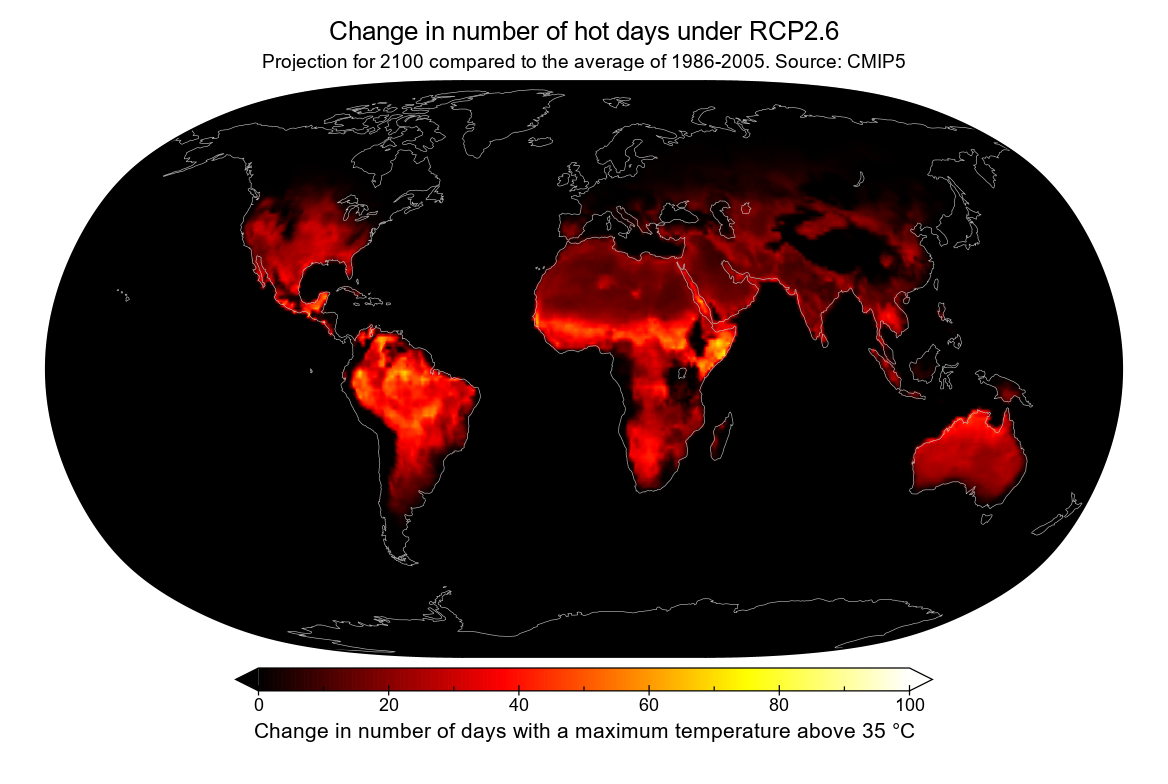 Change in number of hot days under RCP2.6
Projection for 2100 compared to the average of 1986-2005. Source: CMIP5
0 20 40 60 80 100
Change in number of days with a maximum temperature above 35 °C